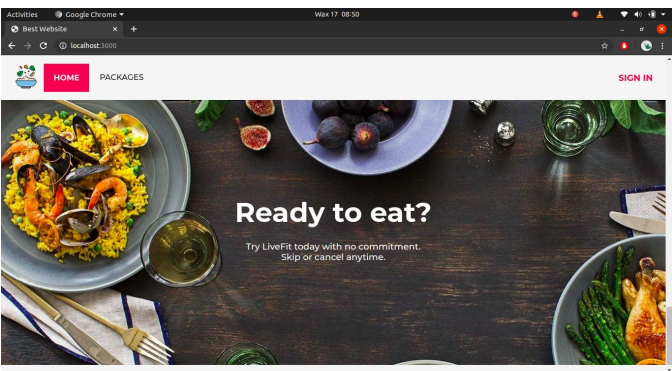 Activities Google Chrome Wax 17 08:50
Best Website
localhost:3000
HOME PACKAGES SIGN IN
Ready to eat?
Try LiveFit today with no commitment.
Skip or cancel anytime.